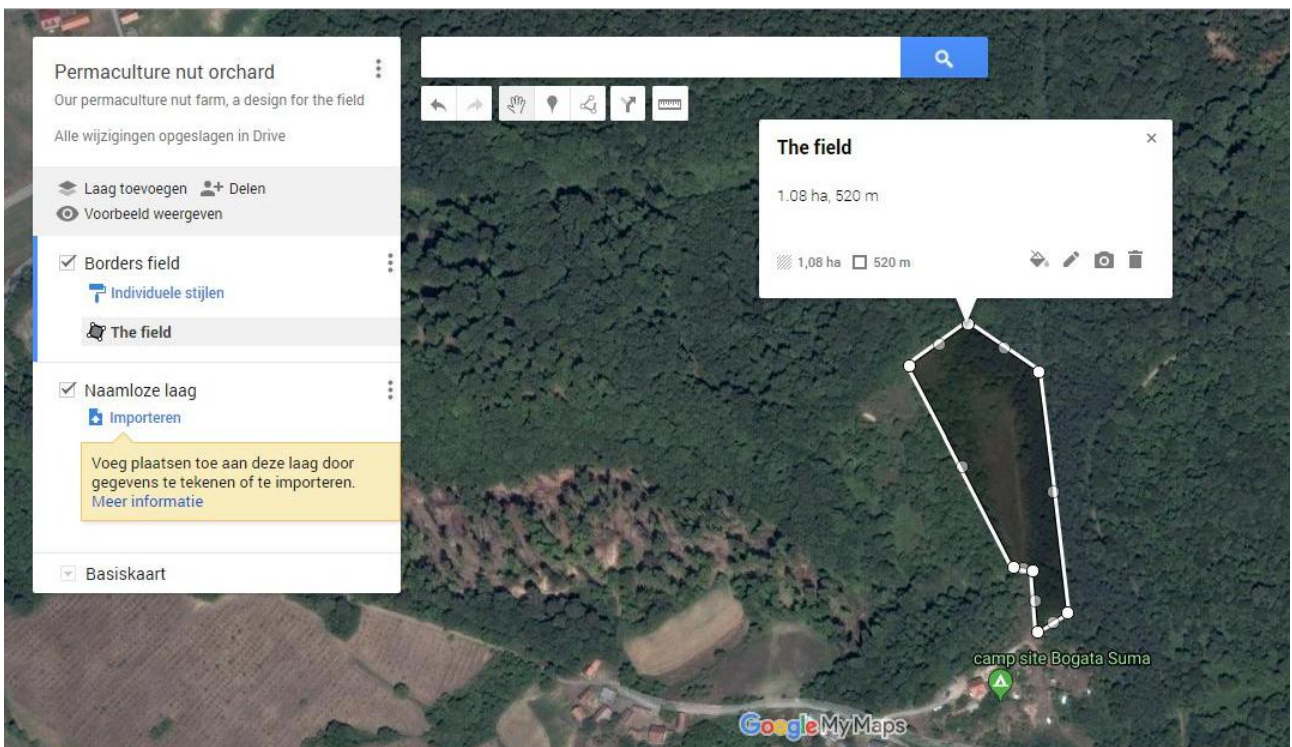 Permaculture nut orchard
Our permaculture nut farm, a design for the field
Alle wijzigingen opgeslagen in Drive
Laag toevoegen Delen
Voorbeeld weergeven
Borders field
Individuele stijlen
The field
Naamloze laag
Importeren
Voeg plaatsen toe aan deze laag door
gegevens te tekenen of te importeren.
Meer informatie
Basiskaart
The field
1.08 ha, 520 m
1,08 ha 520 m
camp site Bogata Suma
Google MyMaps